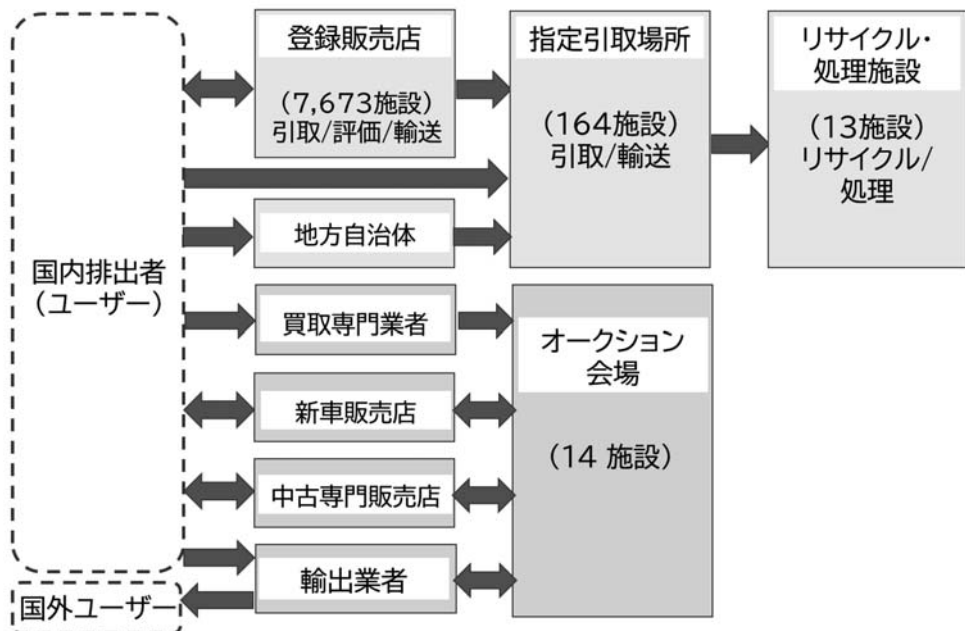 国内排出者
（ユーザー）
国外ユーザー
登録販売店
（7,673施設）
引取/評価/輸送
地方自治体
買取専門業者
新車販売店
中古専門販売店
輸出業者
指定引取場所
（164施設）
引取/輸送
オークション
会場
（14 施設）
リサイクル・
処理施設
（13施設）
リサイクル/
処理